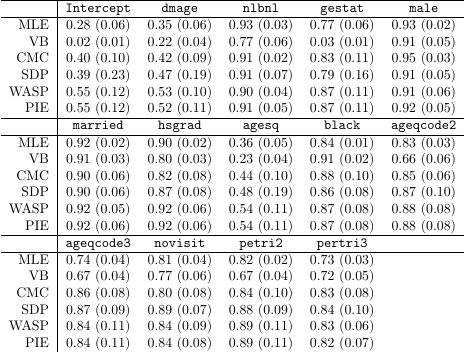 Intercept dmage nlbnl gestat male
MLE 0.28 (0.06) 0.35 (0.06) 0.93 (0.03) 0.77 (0.06) 0.93 (0.02)
VB 0.02 (0.01) 0.22 (0.04) 0.77 (0.06) 0.03 (0.01) 0.91 (0.05)
CMC 0.40 (0.10) 0.42 (0.09) 0.91 (0.02) 0.83 (0.11) 0.95 (0.03)
SDP 0.39 (0.23) 0.47 (0.19) 0.91 (0.07) 0.79 (0.16) 0.91 (0.05)
WASP 0.55 (0.12) 0.53 (0.10) 0.90 (0.04) 0.87 (0.11) 0.91 (0.06)
PIE 0.55 (0.12) 0.52 (0.11) 0.91 (0.05) 0.87 (0.11) 0.92 (0.05)
married hsgrad agesq black ageqcode2
MLE 0.92 (0.02) 0.90 (0.02) 0.36 (0.05) 0.84 (0.01) 0.83 (0.03)
VB 0.91 (0.03) 0.80 (0.03) 0.23 (0.04) 0.91 (0.02) 0.66 (0.06)
CMC 0.90 (0.06) 0.82 (0.08) 0.44 (0.10) 0.88 (0.10) 0.85 (0.06)
SDP 0.90 (0.06) 0.87 (0.08) 0.48 (0.19) 0.86 (0.08) 0.87 (0.10)
WASP 0.92 (0.05) 0.92 (0.06) 0.54 (0.11) 0.87 (0.08) 0.88 (0.08)
PIE 0.92 (0.06) 0.92 (0.06) 0.54 (0.11) 0.87 (0.08) 0.88 (0.08)
ageqcode3 novisit petri2 pertri3
MLE 0.74 (0.04) 0.81 (0.04) 0.82 (0.02) 0.73 (0.03)
VB 0.67 (0.04) 0.77 (0.06) 0.67 (0.04) 0.72 (0.05)
CMC 0.86 (0.08) 0.80 (0.08) 0.84 (0.10) 0.83 (0.08)
SDP 0.87 (0.09) 0.89 (0.07) 0.88 (0.09) 0.84 (0.10)
WASP 0.84 (0.11) 0.84 (0.09) 0.89 (0.11) 0.83 (0.06)
PIE 0.84 (0.11) 0.84 (0.08) 0.89 (0.11) 0.82 (0.07)